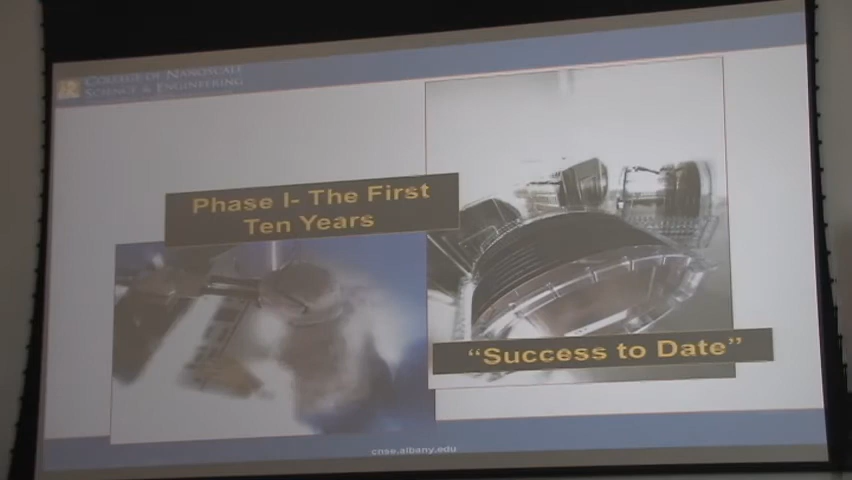 COLLEGE OF NANOSCALE
SCIENCE & ENGINEERING
Phase I- The First
Ten Years
“Success to Date”
cnse.albany.edu